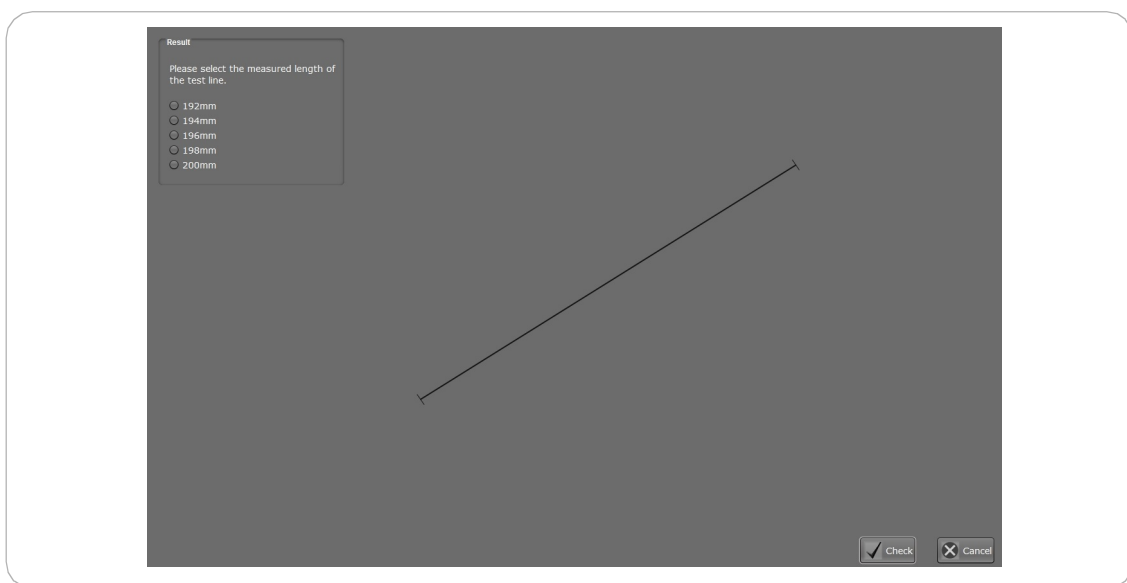 Result
Please select the measured length of
the test line.
192mm
194mm
196mm
198mm
200mm
Check
Cancel